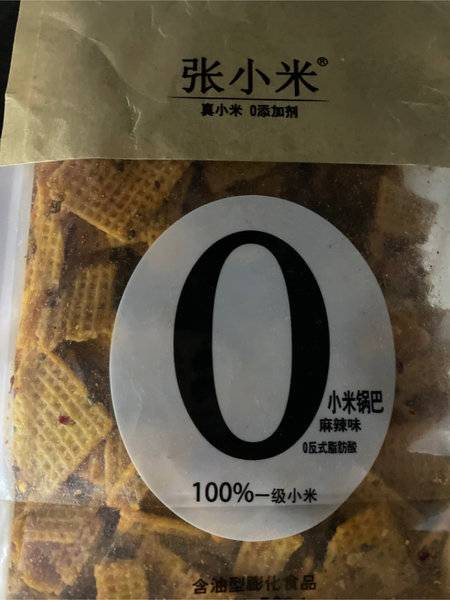 张小米®
真小米 0添加剂
0
小米锅巴
麻辣味
0反式脂肪酸
100%一级小米
含油型膨化食品